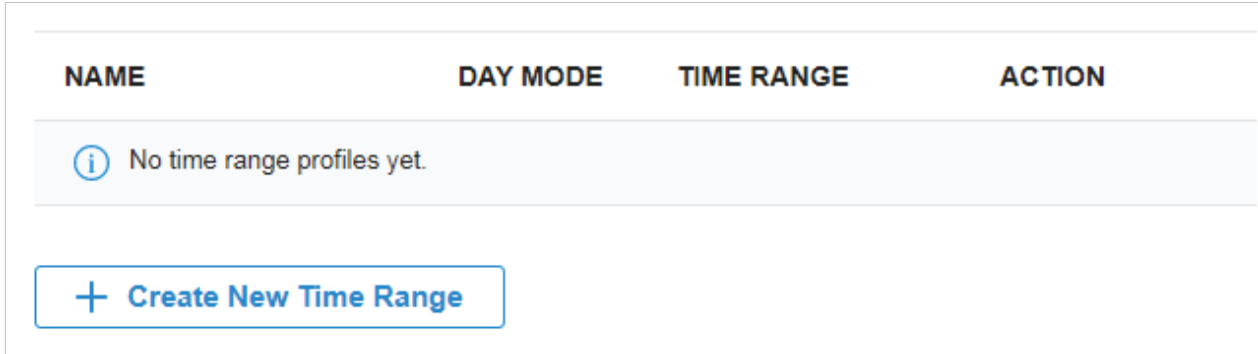 NAME DAY MODE TIME RANGE ACTION
No time range profiles yet.
Create New Time Range